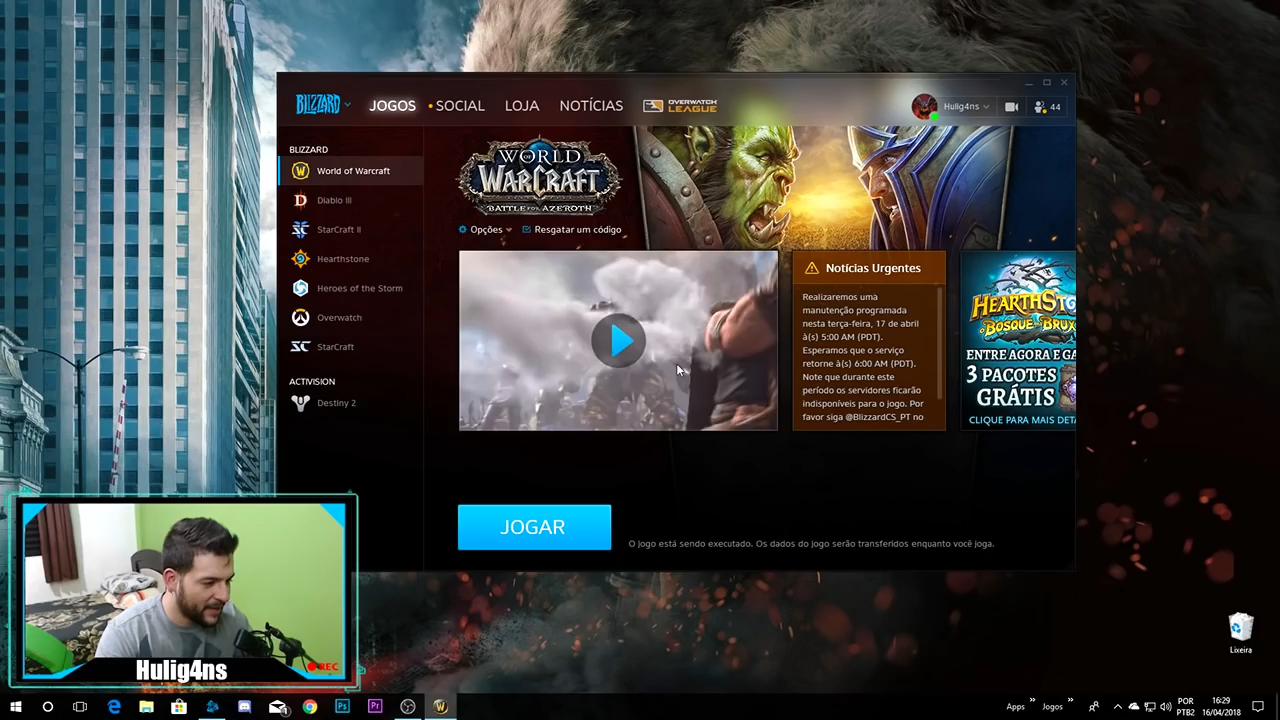 BLIZZARD
JOGOS
SOCIAL
LOJA
NOTÍCIAS
OVERWATCH
LEAGUE
Hulig4ns
44
BLIZZARD
World of Warcraft
Diablo III
StarCraft II
Hearthstone
Heroes of the Storm
Overwatch
StarCraft
ACTIVISION
Destiny 2
WORLD
OF
WARCRAFT
BATTLE FOR AZEROTH
Opções
Resgatar um código
Notícias Urgentes
Realizaremos uma
manutenção programada
nesta terça-feira, 17 de abril
à(s) 5:00 AM (PDT).
Esperamos que o serviço
retorne à(s) 6:00 AM (PDT).
Note que durante este
período os servidores ficarão
indisponíveis para o jogo. Por
favor siga @BlizzardCS_PT no
HEARTHSTO
O BOSQUE DAS BRUX
ENTRE AGORA E GA
3 PACOTES
GRÁTIS
CLIQUE PARA MAIS DETA
JOGAR
O jogo está sendo executado. Os dados do jogo serão transferidos enquanto você joga.
REC
Hulig4ns
Lixeira
Apps
Jogos
POR
PTB2
16:29
16/04/2018